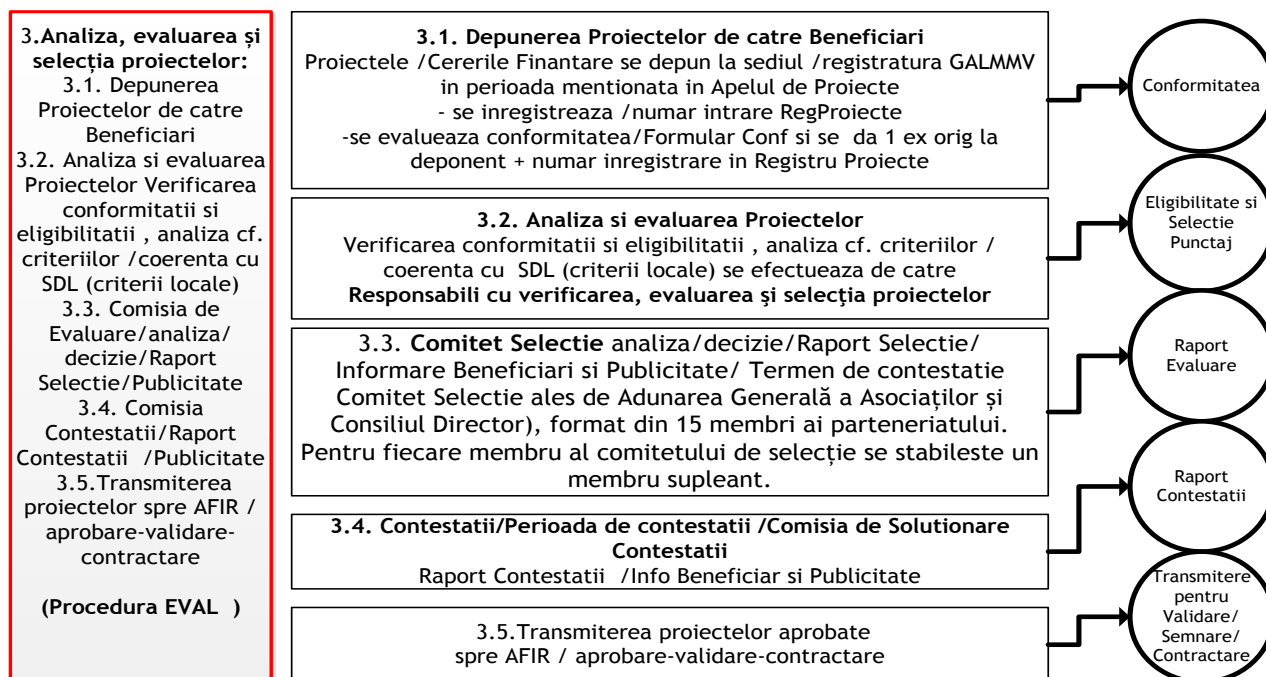 3.Analiza, evaluarea și
selecția proiectelor:
3.1. Depunerea
Proiectelor de catre
Beneficiari
3.2. Analiza si evaluarea
Proiectelor Verificarea
conformitatii si
eligibilitatii , analiza cf.
criteriilor /coerenta cu
SDL (criterii locale)
3.3. Comisia de
Evaluare/analiza/
decizie/Raport
Selectie/Publicitate
3.4. Comisia
Contestatii/Raport
Contestatii /Publicitate
3.5.Transmiterea
proiectelor spre AFIR /
aprobare-validare-
contractare
(Procedura EVAL )
3.1. Depunerea Proiectelor de catre Beneficiari
Proiectele /Cererile Finantare se depun la sediul /registratura GALMMV
in perioada mentionata in Apelul de Proiecte
- se inregistreaza /numar intrare RegProiecte
-se evalueaza conformitatea/Formular Conf si se da 1 ex orig la
deponent + numar inregistrare in Registru Proiecte
Conformitatea
3.2. Analiza si evaluarea Proiectelor
Verificarea conformitatii si eligibilitatii , analiza cf. criteriilor /
coerenta cu SDL (criterii locale) se efectueaza de catre
Responsabili cu verificarea, evaluarea şi selecţia proiectelor
Eligibilitate si
Selectie
Punctaj
3.3. Comitet Selectie analiza/decizie/Raport Selectie/
Informare Beneficiari si Publicitate/ Termen de contestatie
Comitet Selectie ales de Adunarea Generală a Asociaților și
Consiliul Director), format din 15 membri ai parteneriatului.
Pentru fiecare membru al comitetului de selecție se stabileste un
membru supleant.
Raport
Evaluare
3.4. Contestatii/Perioada de contestatii /Comisia de Solutionare
Contestatii
Raport Contestatii /Info Beneficiar si Publicitate
Raport
Contestatii
3.5.Transmiterea proiectelor aprobate
spre AFIR / aprobare-validare-contractare
Transmitere
pentru
Validare/
Semnare/
Contractare